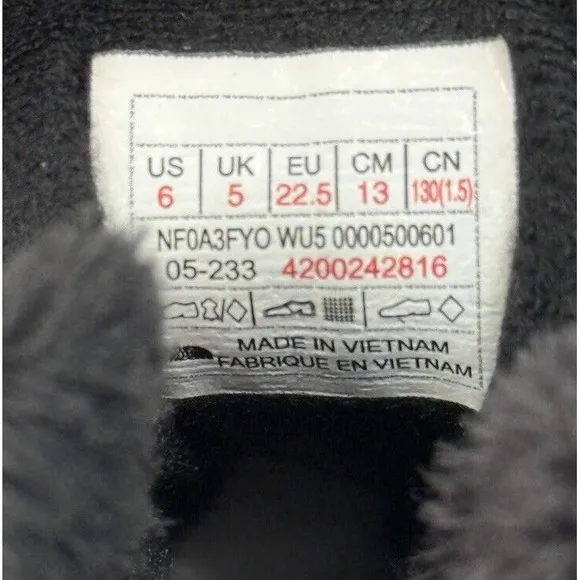 US UK EU CM CN
6 5 22.5 13 130(1.5)
NF0A3FYO WU5 0000500601
05-233 4200242816
MADE IN VIETNAM
FABRIQUE EN VIETNAM